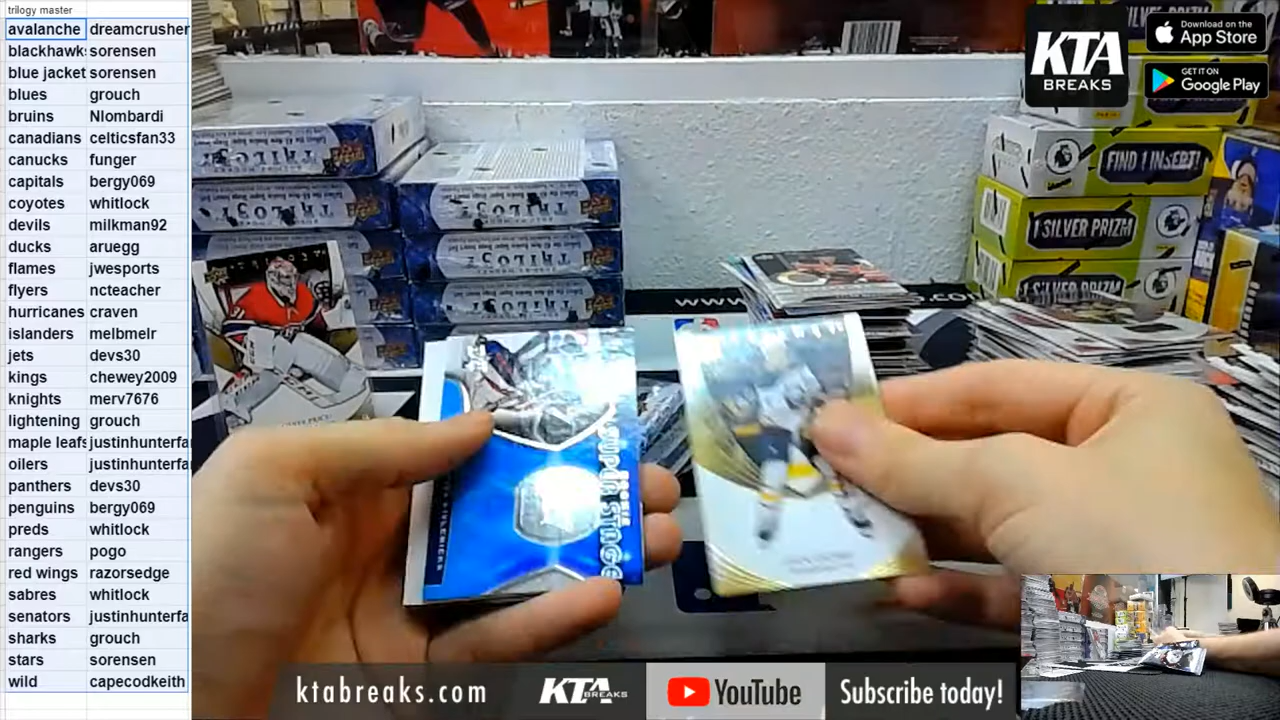 trilogy master
avalanche dreamcrusher
blackhawk sorensen
blue jacket sorensen
blues grouch
bruins Nlombardi
canadians celticsfan33
canucks funger
capitals bergy069
coyotes whitlock
devils milkman92
ducks aruegg
flames jwesports
flyers ncteacher
hurricanes craven
islanders melbmelr
jets devs30
kings chewey2009
knights merv7676
lightening grouch
maple leafs justinhunterfa
oilers justinhunterfa
panthers devs30
penguins bergy069
preds whitlock
rangers pogo
red wings razorsedge
sabres whitlock
senators justinhunterfa
sharks grouch
stars sorensen
wild capecodkeith
KTA
BREAKS
Download on the
App Store
GET IT ON
Google Play
TRILOGY
TRILOGY
TRILOGY
TRILOGY
TRILOGY
FIND 1 INSERT!
1 SILVER PRIZM
1 SILVER PRIZM
www.
SUPER STAGE
ktabreaks.com
KTA BREAKS
YouTube
Subscribe today!